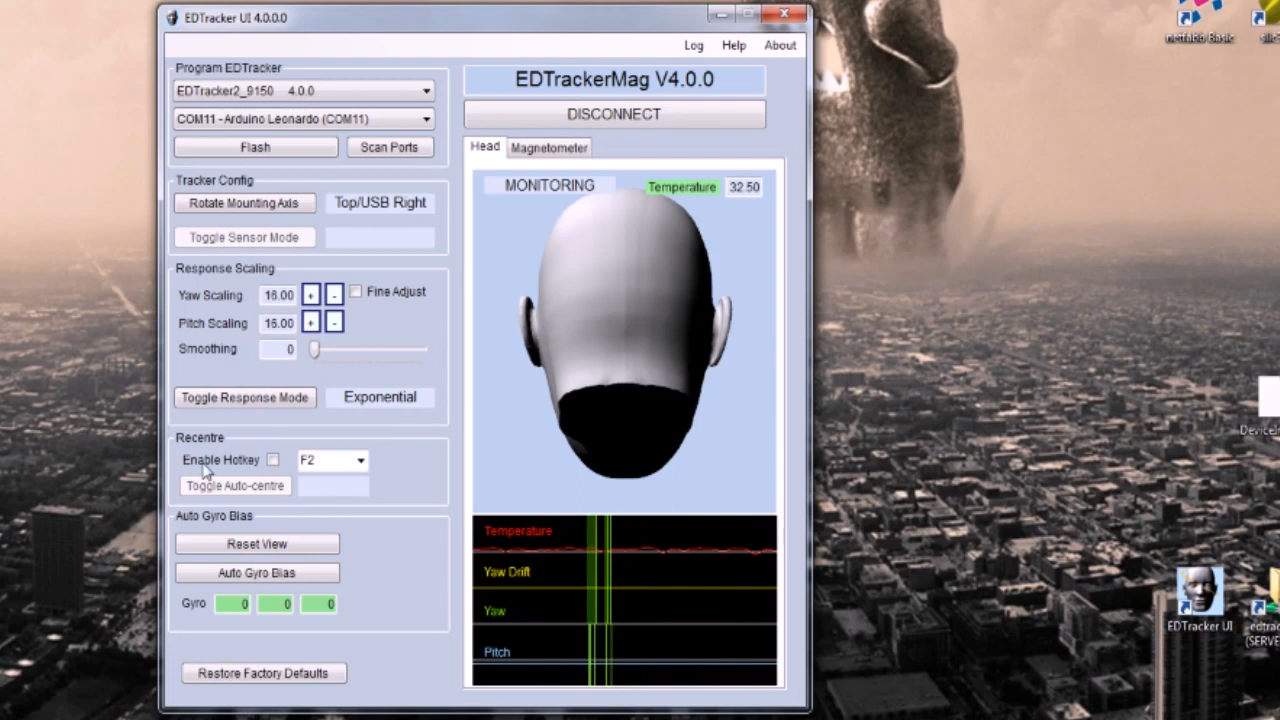 EDTracker UI 4.0.0.0
Log Help About
Program EDTracker
EDTracker2_9150 4.0.0
COM11 - Arduino Leonardo (COM11)
Flash Scan Ports
Tracker Config
Rotate Mounting Axis Top/USB Right
Toggle Sensor Mode
Response Scaling
Yaw Scaling 16.00 + - Fine Adjust
Pitch Scaling 16.00 + -
Smoothing 0
Toggle Response Mode Exponential
Recentre
Enable Hotkey F2
Toggle Auto-centre
Auto Gyro Bias
Reset View
Auto Gyro Bias
Gyro 0 0 0
Restore Factory Defaults
EDTrackerMag V4.0.0
DISCONNECT
Head Magnetometer
MONITORING Temperature 32.50
Temperature
Yaw Drift
Yaw
Pitch
netfabb Basic
EDTracker UI
(SERVE